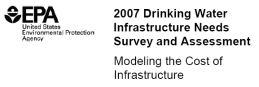 EPA
United States
Environmental Protection
Agency
2007 Drinking Water
Infrastructure Needs
Survey and Assessment
Modeling the Cost of
Infrastructure